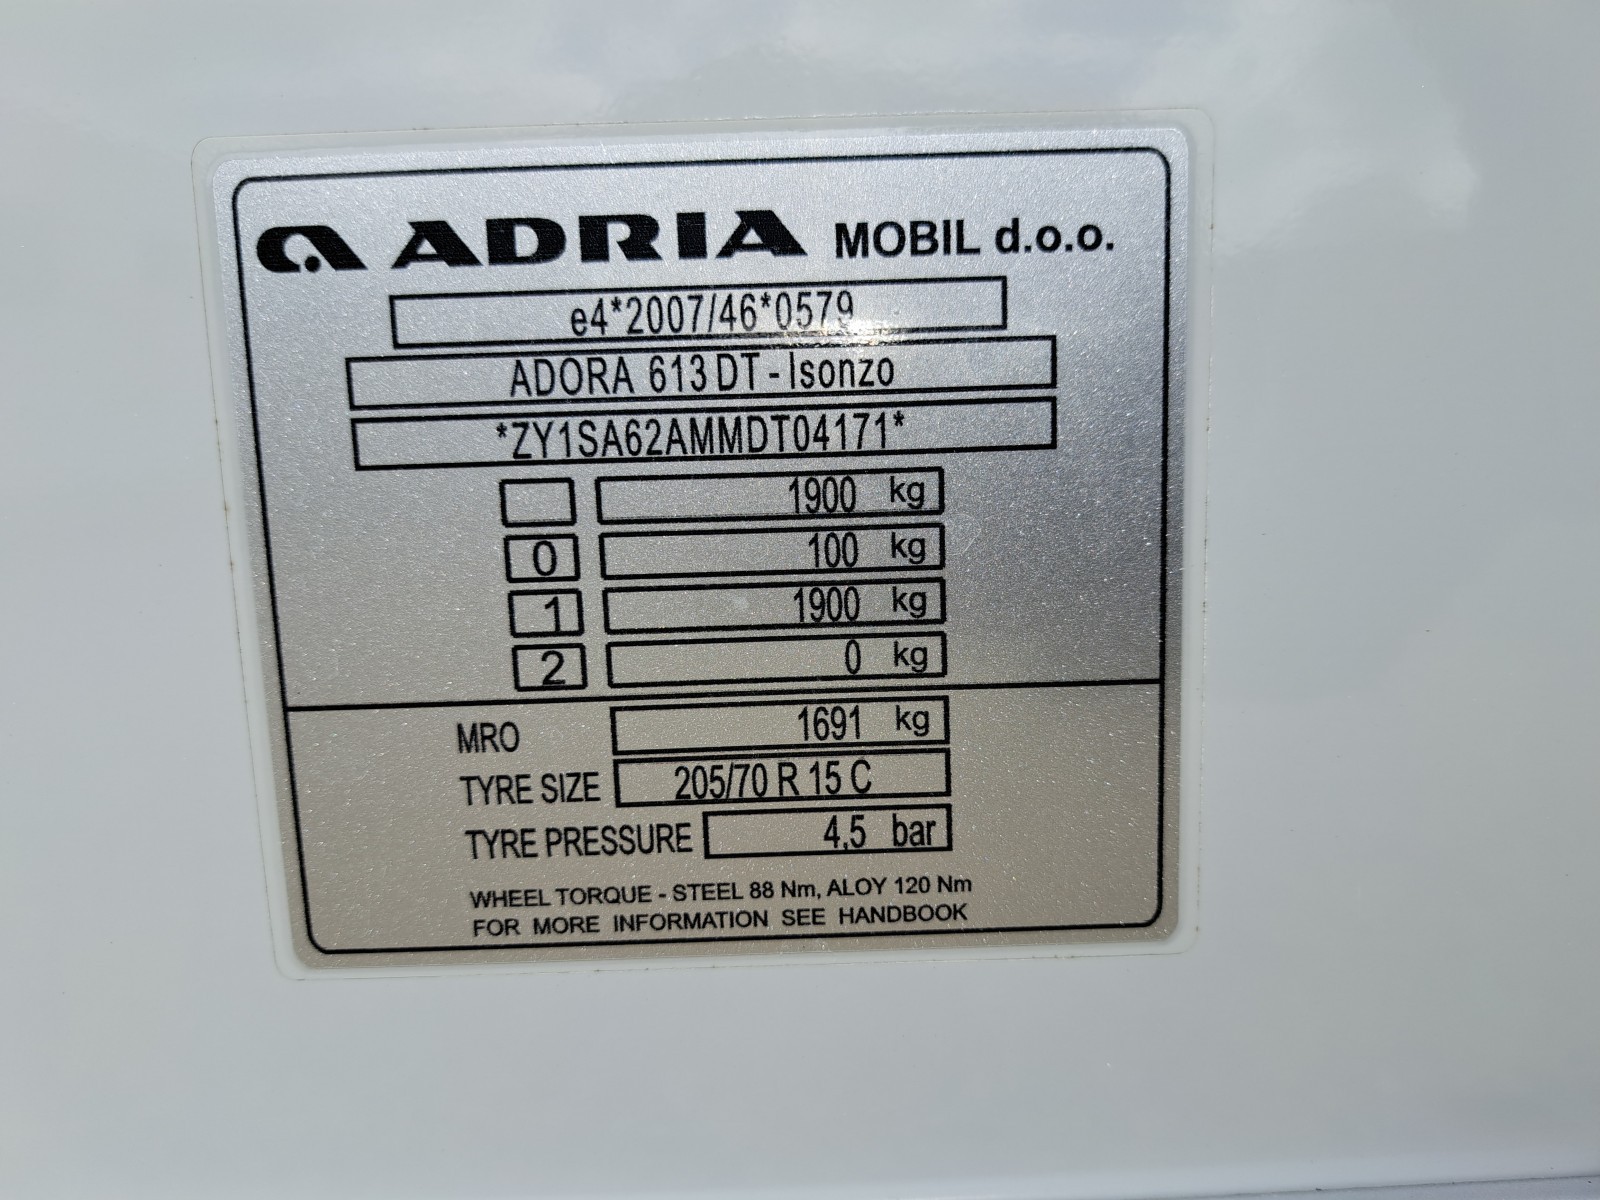 ADRIA MOBIL d.o.o.
e4*2007/46*0579
ADORA 613 DT - Isonzo
*ZY1SA62AMMDT04171*
1900 kg
0 100 kg
1 1900 kg
2 0 kg
MRO 1691 kg
TYRE SIZE 205/70 R 15 C
TYRE PRESSURE 4,5 bar
WHEEL TORQUE - STEEL 88 Nm, ALOY 120 Nm
FOR MORE INFORMATION SEE HANDBOOK